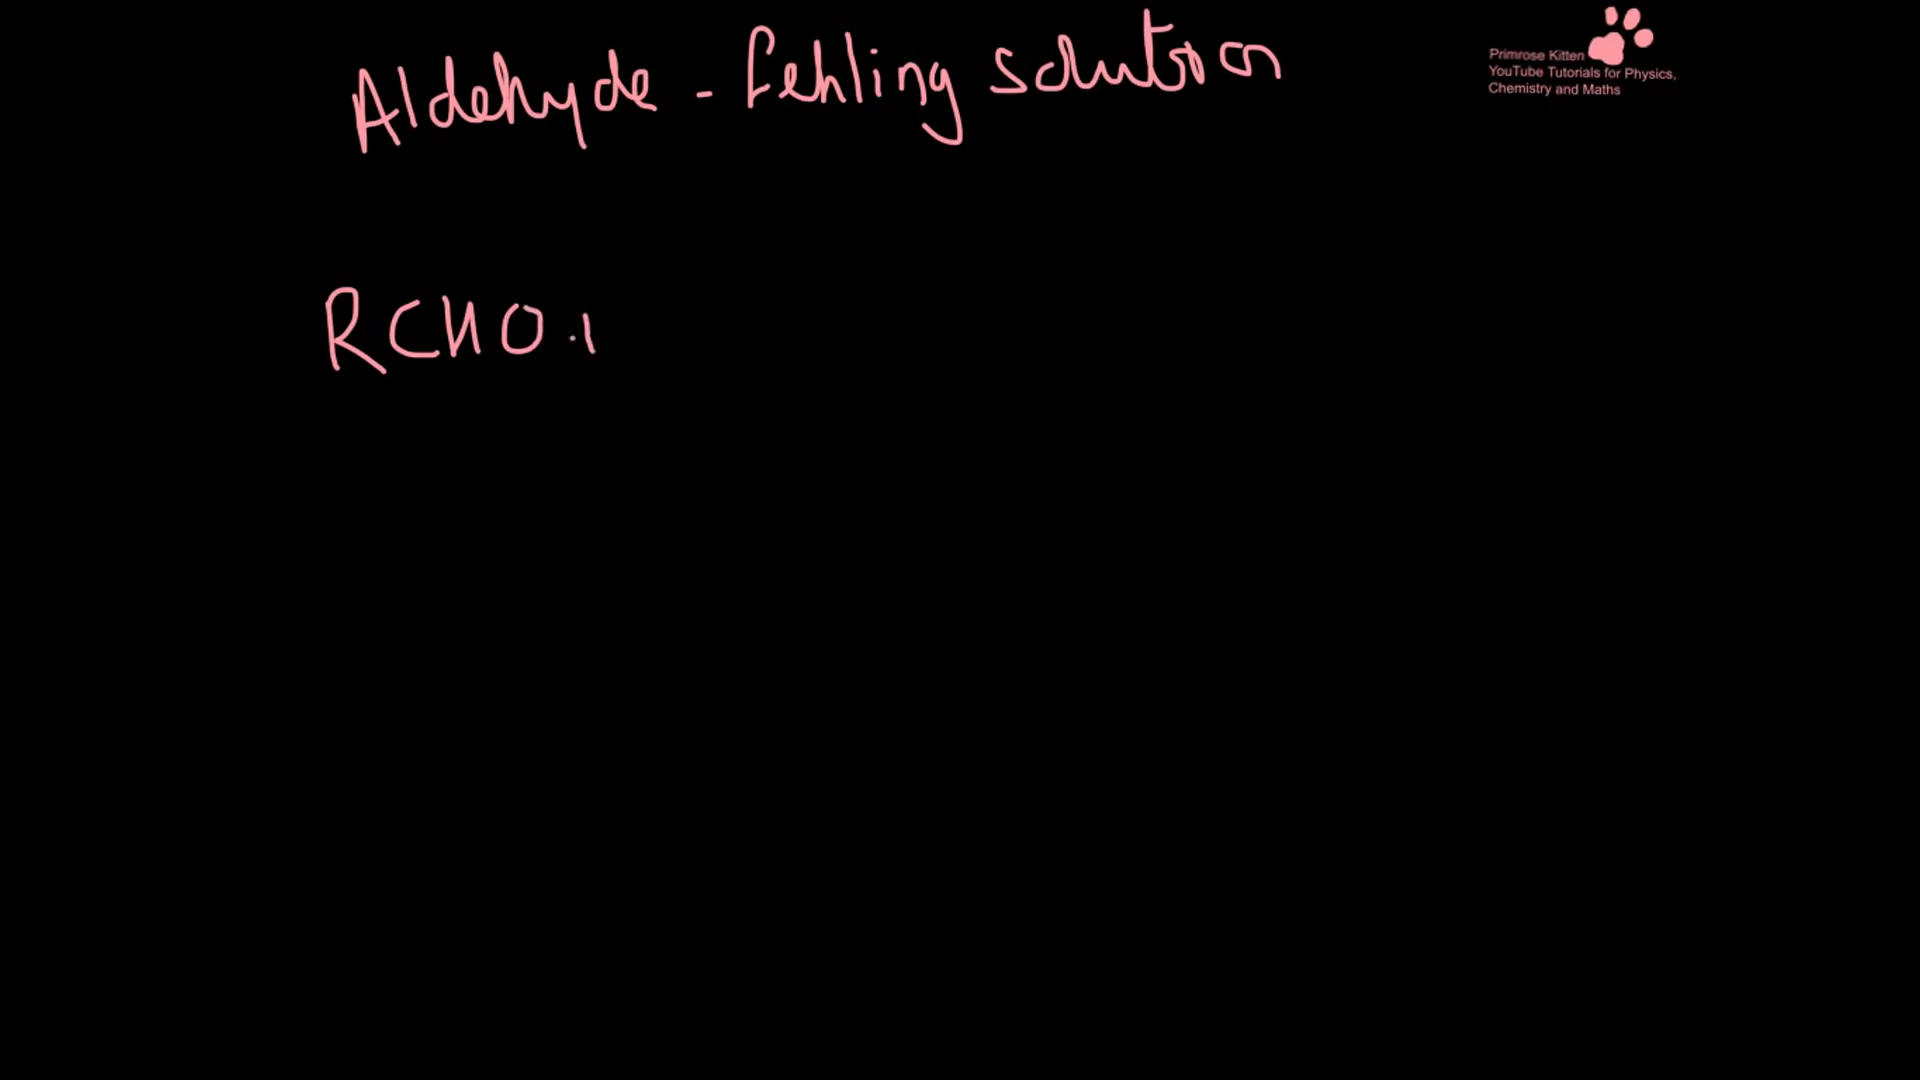 Aldehyde - fehling solution
Primrose Kitten
YouTube Tutorials for Physics,
Chemistry and Maths
RCHO